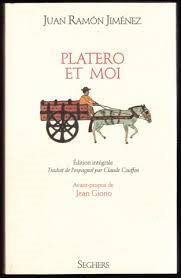 JUAN RAMÓN JIMÉNEZ
PLATERO
ET MOI
Édition intégrale
Traduit de l'espagnol par Claude Couffon
Avant-propos de
Jean Giono
SEGHERS